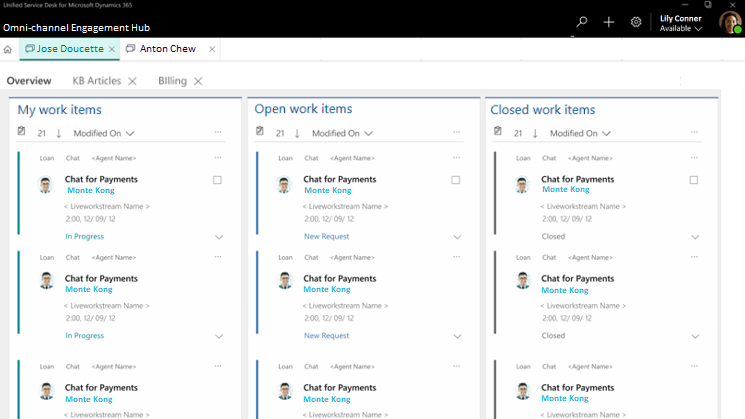 Unified Service Desk for Microsoft Dynamics 365
Omni-channel Engagement Hub
Lily Conner
Available
Jose Doucette
Anton Chew
Overview KB Articles BIlling
My work items
21 Modified On
Loan Chat <Agent Name>
Chat for Payments
Monte Kong
< Liveworkstream Name >
2:00, 12/ 09/ 12
In Progress
Loan Chat <Agent Name>
Chat for Payments
Monte Kong
< Liveworkstream Name >
2:00, 12/ 09/ 12
In Progress
Loan Chat <Agent Name>
Chat for Payments
Monte Kong
< Liveworkstream Name >
Open work items
21 Modified On
Loan Chat <Agent Name>
Chat for Payments
Monte Kong
< Liveworkstream Name >
2:00, 12/ 09/ 12
New Request
Loan Chat <Agent Name>
Chat for Payments
Monte Kong
< Liveworkstream Name >
2:00, 12/ 09/ 12
New Request
Loan Chat <Agent Name>
Chat for Payments
Monte Kong
< Liveworkstream Name >
Closed work items
21 Modified On
Loan Chat <Agent Name>
Chat for Payments
Monte Kong
< Liveworkstream Name >
2:00, 12/ 09/ 12
Closed
Loan Chat <Agent Name>
Chat for Payments
Monte Kong
< Liveworkstream Name >
2:00, 12/ 09/ 12
Closed
Loan Chat <Agent Name>
Chat for Payments
Monte Kong
< Liveworkstream Name >